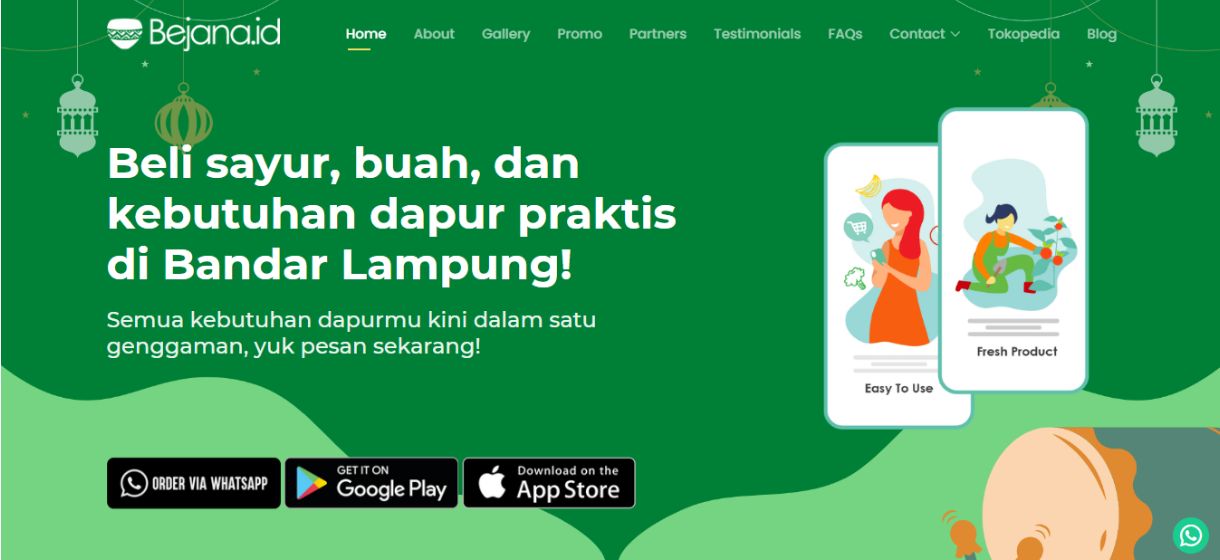 Bejana.id
Home About Gallery Promo Partners Testimonials FAQs Contact Tokopedia Blog
Beli sayur, buah, dan
kebutuhan dapur praktis
di Bandar Lampung!
Semua kebutuhan dapurmu kini dalam satu
genggaman, yuk pesan sekarang!
Easy To Use
Fresh Product
ORDER VIA WHATSAPP
GET IT ON
Google Play
Download on the
App Store